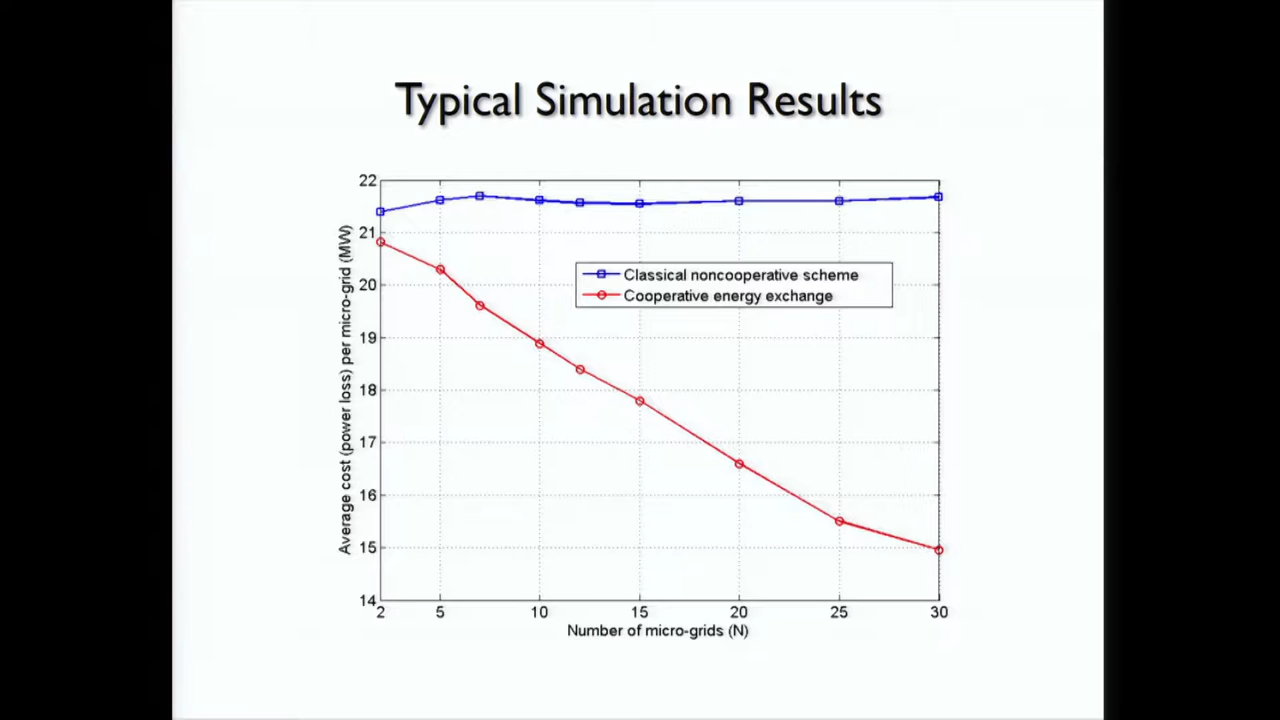 Typical Simulation Results
22
21
20
19
18
17
16
15
14
Average cost (power loss) per micro-grid (MW)
Classical noncooperative scheme
Cooperative energy exchange
2 5 10 15 20 25 30
Number of micro-grids (N)